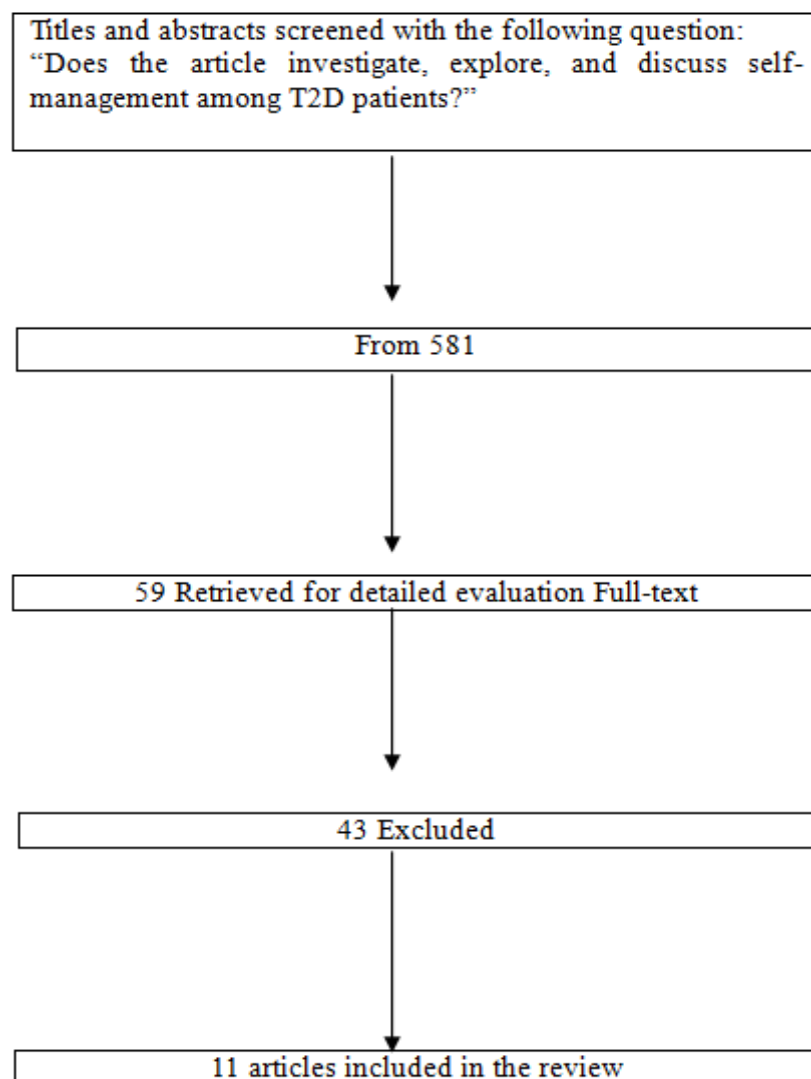 Titles and abstracts screened with the following question:
“Does the article investigate, explore, and discuss self-
management among T2D patients?”
From 581
59 Retrieved for detailed evaluation Full-text
43 Excluded
11 articles included in the review